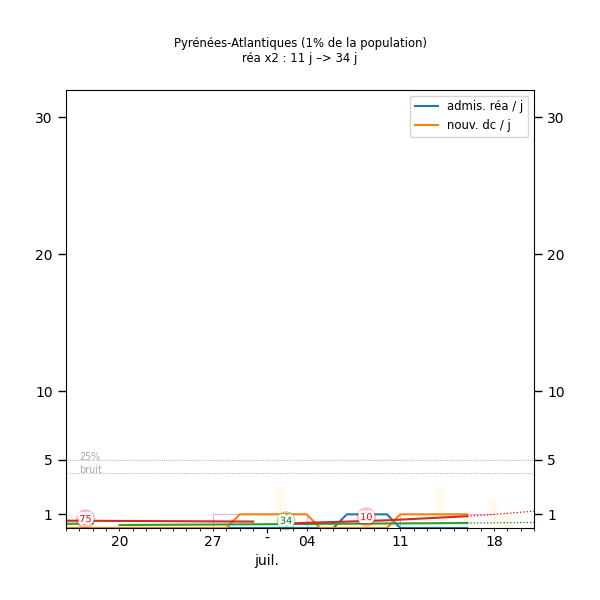 Pyrénées-Atlantiques (1% de la population)
réa x2 : 11 j –> 34 j
admis. réa / j
nouv. dc / j
30 30
20 20
10 10
5 5
25%
bruit
1 1
75 34 10
20 27 - 04 11 18
juil.